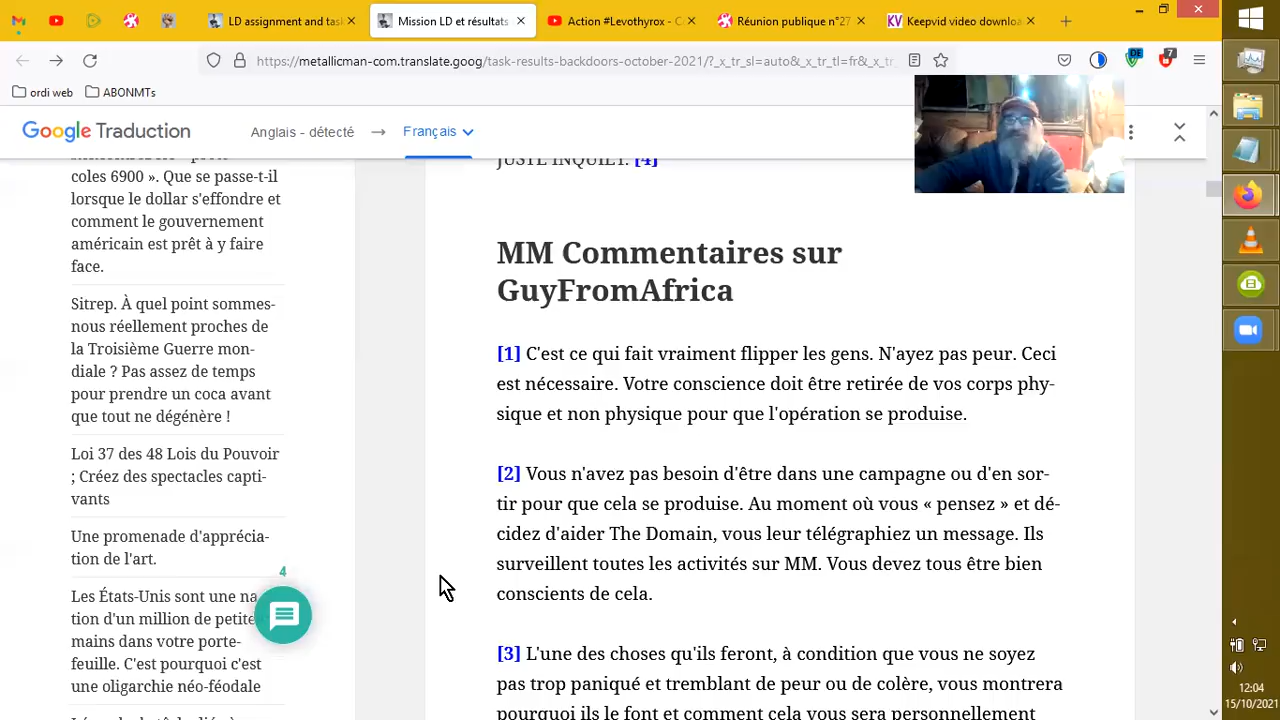 LD assignment and task
Mission LD et résultats
Action #Levothyrox - C
Réunion publique n°27
Keepvid video downloa
https://metallicman-com.translate.goog/task-results-backdoors-october-2021/?_x_tr_sl=auto&_x_tr_tl=fr&_x_tr_
DE
7
ordi web
ABONMTs
Google Traduction
Anglais - détecté
Français
coles 6900 ». Que se passe-t-il
lorsque le dollar s'effondre et
comment le gouvernement
américain est prêt à y faire
face.
Sitrep. À quel point sommes-
nous réellement proches de
la Troisième Guerre mon-
diale ? Pas assez de temps
pour prendre un coca avant
que tout ne dégénère !
Loi 37 des 48 Lois du Pouvoir
; Créez des spectacles capti-
vants
Une promenade d'apprécia-
tion de l'art.
4
Les États-Unis sont une na-
tion d'un million de petite
mains dans votre porte-
feuille. C'est pourquoi c'est
une oligarchie néo-féodale
JUSTE INQUIET. [4]
MM Commentaires sur
GuyFromAfrica
[1] C'est ce qui fait vraiment flipper les gens. N'ayez pas peur. Ceci
est nécessaire. Votre conscience doit être retirée de vos corps phy-
sique et non physique pour que l'opération se produise.
[2] Vous n'avez pas besoin d'être dans une campagne ou d'en sor-
tir pour que cela se produise. Au moment où vous « pensez » et dé-
cidez d'aider The Domain, vous leur télégraphiez un message. Ils
surveillent toutes les activités sur MM. Vous devez tous être bien
conscients de cela.
[3] L'une des choses qu'ils feront, à condition que vous ne soyez
pas trop paniqué et tremblant de peur ou de colère, vous montrera
pourquoi ils le font et comment cela vous sera personnellement
12:04
15/10/2021